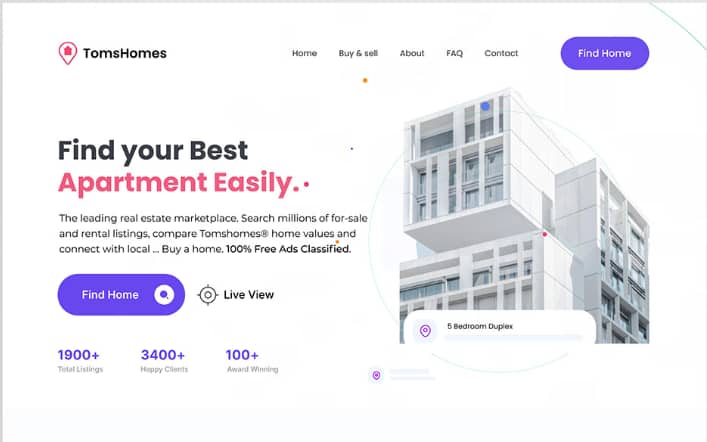 TomsHomes
Home
Buy & sell
About
FAQ
Contact
Find Home
Find your Best
Apartment Easily.
The leading real estate marketplace. Search millions of for-sale
and rental listings, compare Tomshomes® home values and
connect with local ... Buy a home, 100% Free Ads Classified.
Find Home
Live View
5 Bedroom Duplex
1900+
3400+
100+
Total Listings
Happy Clients
Award Winning